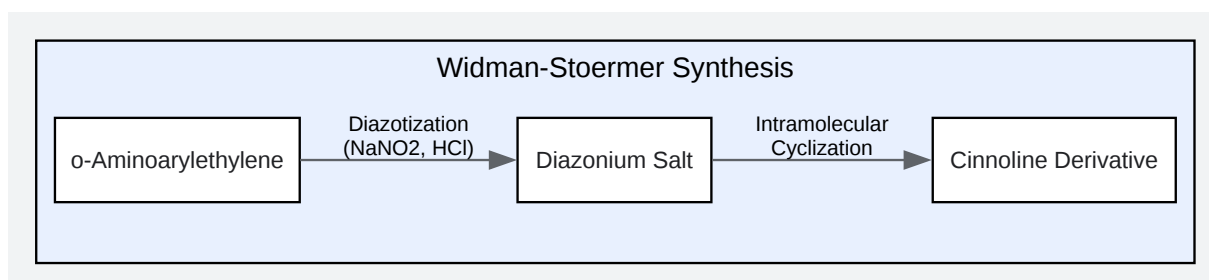 Widman-Stoermer Synthesis
o-Aminoarylethylene
Diazotization
(NaNO2, HCl)
Diazonium Salt
Intramolecular
Cyclization
Cinnoline Derivative